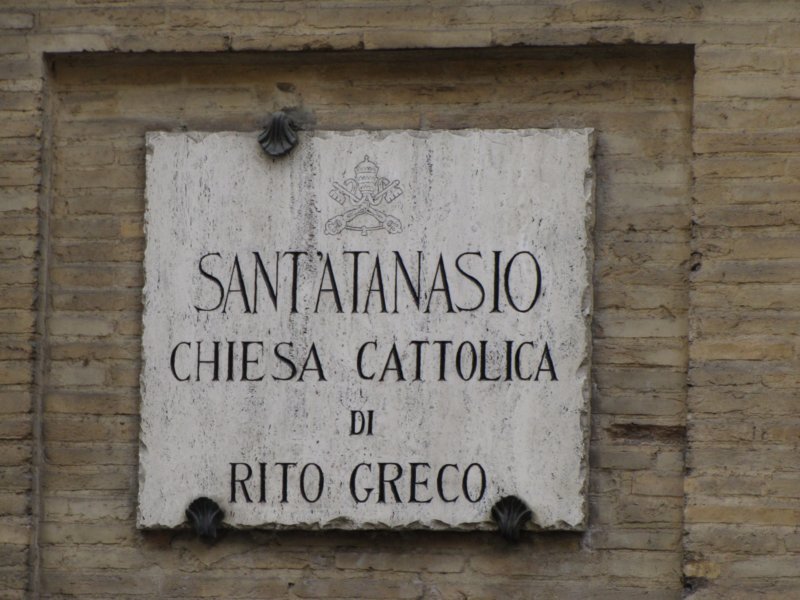 SANT'ATANASIO
CHIESA CATTOLICA
DI
RITO GRECO